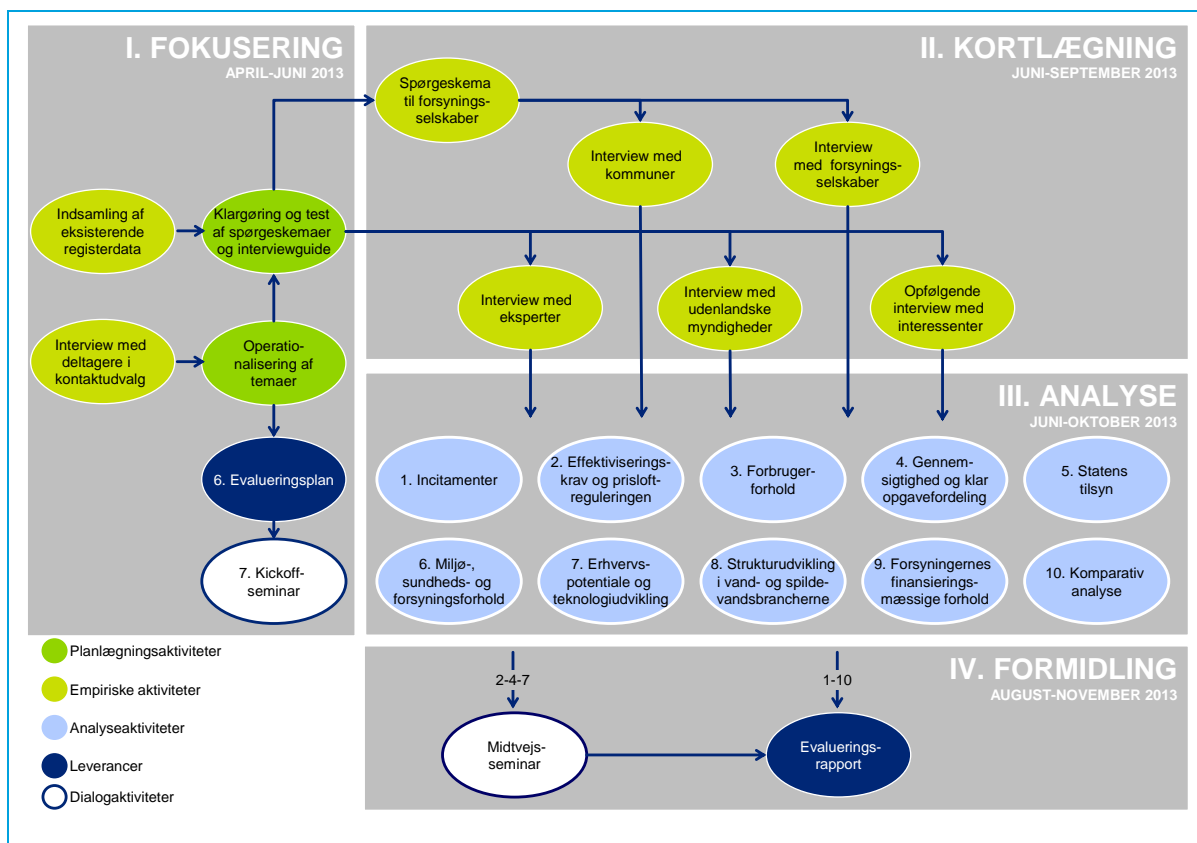 I. FOKUSERING
APRIL-JUNI 2013
Indsamling af
eksisterende
registerdata
Klargøring og test
af spørgeskemaer
og interviewguide
Interview med
deltagere i
kontaktudvalg
Operatio-
nalisering af
temaer
6. Evalueringsplan
7. Kickoff-
seminar
II. KORTLÆGNING
JUNI-SEPTEMBER 2013
Spørgeskema
til forsynings-
selskaber
Interview med
kommuner
Interview
med forsynings-
selskaber
Interview med
eksperter
Interview med
udenlandske
myndigheder
Opfølgende
interview med
interessenter
III. ANALYSE
JUNI-OKTOBER 2013
1. Incitamenter
2. Effektiviserings-
krav og prisloft-
reguleringen
3. Forbruger-
forhold
4. Gennem-
sigtighed og klar
opgavefordeling
5. Statens
tilsyn
6. Miljø-,
sundheds- og
forsyningsforhold
7. Erhvervs-
potentiale og
teknologiudvikling
8. Strukturudvikling
i vand- og spilde-
vandsbrancherne
9. Forsyningernes
finansierings-
mæssige forhold
10. Komparativ
analyse
Planlægningsaktiviteter
Empiriske aktiviteter
Analyseaktiviteter
Leverancer
Dialogaktiviteter
IV. FORMIDLING
AUGUST-NOVEMBER 2013
2-4-7
1-10
Midtvejs-
seminar
Evaluerings-
rapport